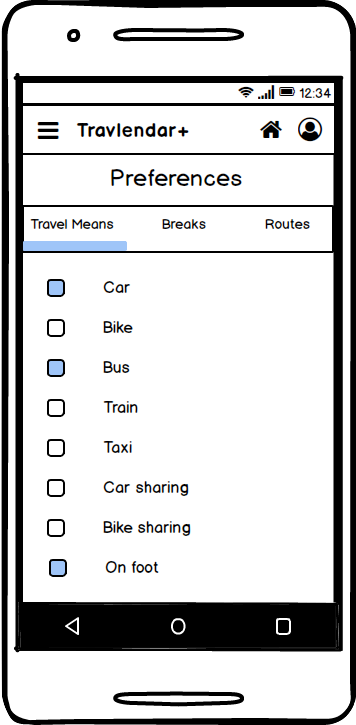 12:34
Travlendar+
Preferences
Travel Means Breaks Routes
Car
Bike
Bus
Train
Taxi
Car sharing
Bike sharing
On foot